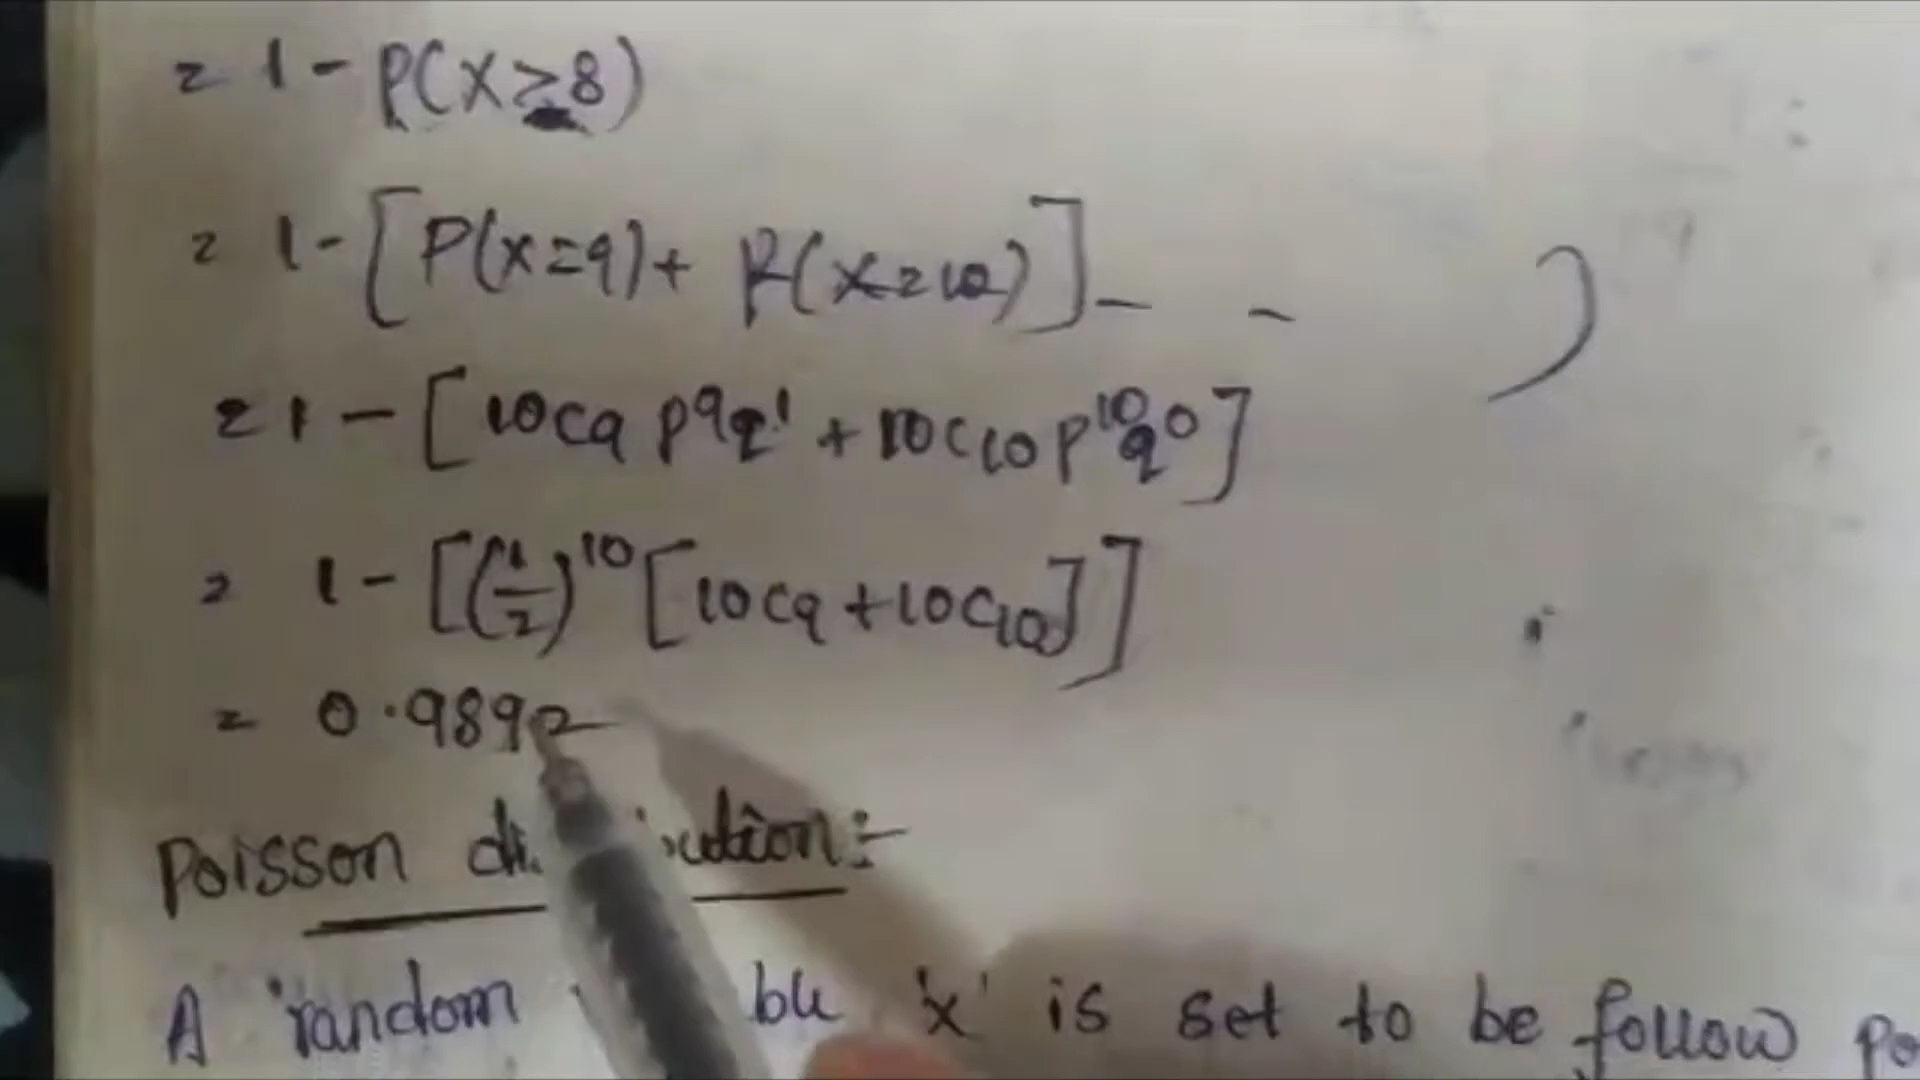 = 1 - P(X≥8)
= 1 - [P(X=9) + P(X=10)] - -
= 1 - [10C9 p⁹q¹ + 10C10 p¹⁰q⁰]
= 1 - [(1/2)¹⁰ [10C9 + 10C10]]
= 0.9892
Poisson :-
A random 'x' is set to be follow